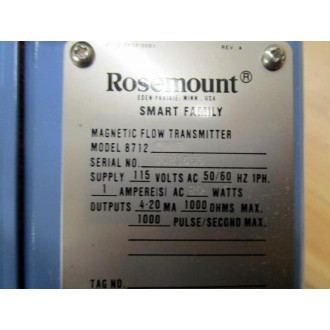 REV. A
Rosemount®
EDEN PRAIRIE, MINN., USA
SMART FAMILY
MAGNETIC FLOW TRANSMITTER
MODEL 8712
SERIAL NO.
SUPPLY 115 VOLTS AC 50/60 HZ 1PH.
1 AMPERE(S) AC WATTS
OUTPUTS 4-20 MA 1000 OHMS MAX.
1000 PULSE/SECOND MAX.
TAG NO.